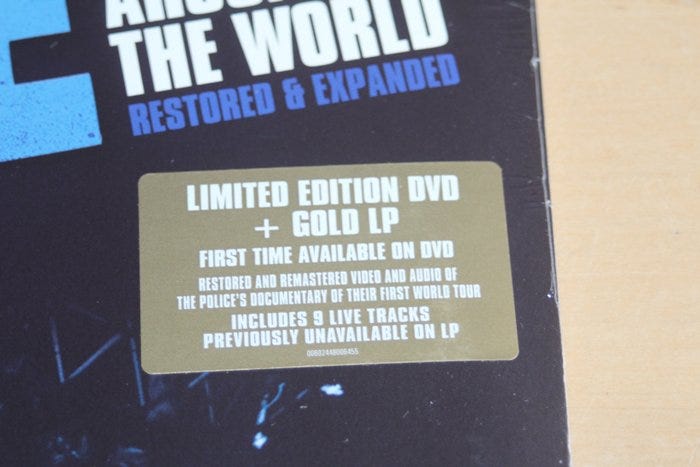 THE WORLD
RESTORED & EXPANDED
LIMITED EDITION DVD
+ GOLD LP
FIRST TIME AVAILABLE ON DVD
RESTORED AND REMASTERED VIDEO AND AUDIO OF
THE POLICE'S DOCUMENTARY OF THEIR FIRST WORLD TOUR
INCLUDES 9 LIVE TRACKS
PREVIOUSLY UNAVAILABLE ON LP
00602448006455